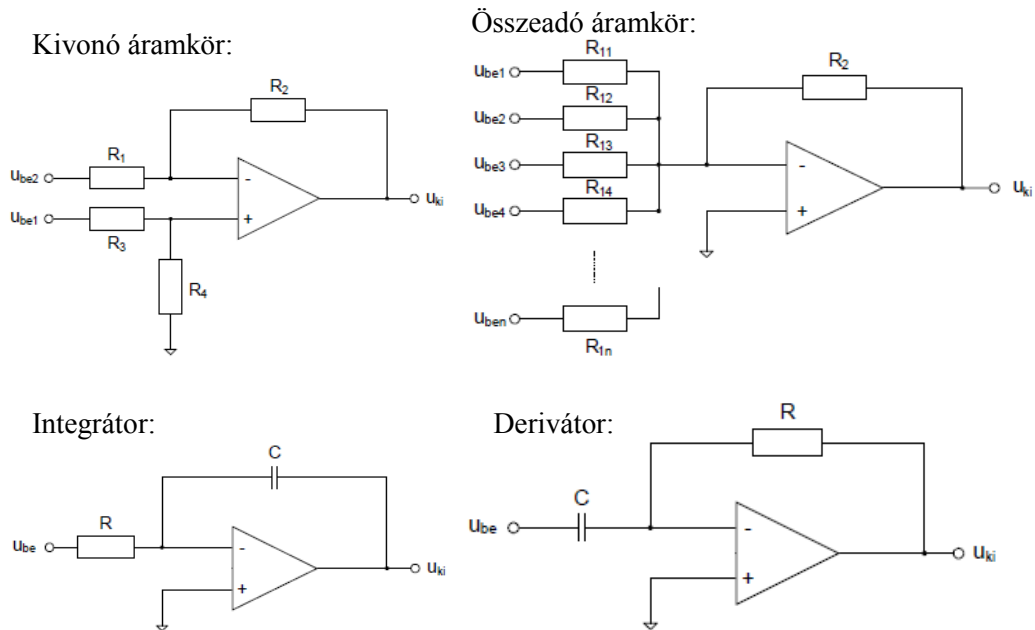 Kivonó áramkör:
R2
R1
ube2
-
ube1
+
uki
R3
R4
Összeadó áramkör:
R11
ube1
R2
R12
ube2
R13
ube3
-
R14
ube4
+
uki
uben
R1n
Integrátor:
C
R
ube
-
+
uki
Derivátor:
R
C
ube
-
+
uki